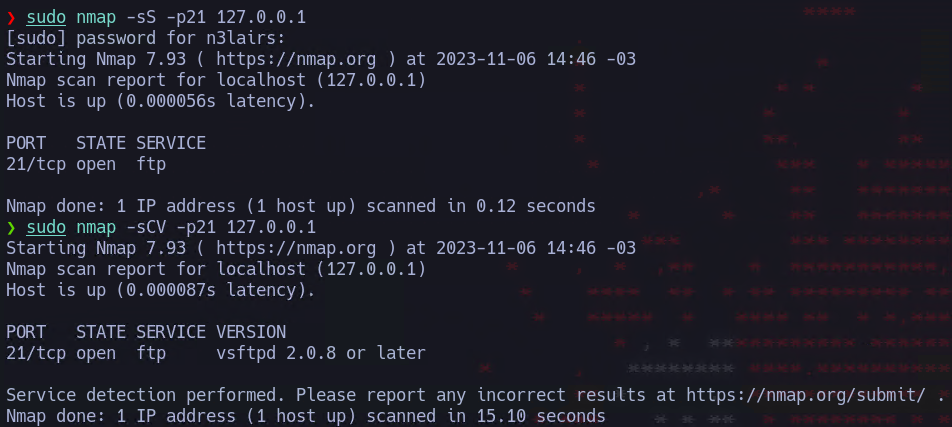 ❯ sudo nmap -sS -p21 127.0.0.1
[sudo] password for n3lairs:
Starting Nmap 7.93 ( https://nmap.org ) at 2023-11-06 14:46 -03
Nmap scan report for localhost (127.0.0.1)
Host is up (0.000056s latency).

PORT   STATE SERVICE
21/tcp open  ftp

Nmap done: 1 IP address (1 host up) scanned in 0.12 seconds
❯ sudo nmap -sCV -p21 127.0.0.1
Starting Nmap 7.93 ( https://nmap.org ) at 2023-11-06 14:46 -03
Nmap scan report for localhost (127.0.0.1)
Host is up (0.000087s latency).

PORT   STATE SERVICE VERSION
21/tcp open  ftp     vsftpd 2.0.8 or later

Service detection performed. Please report any incorrect results at https://nmap.org/submit/ .
Nmap done: 1 IP address (1 host up) scanned in 15.10 seconds